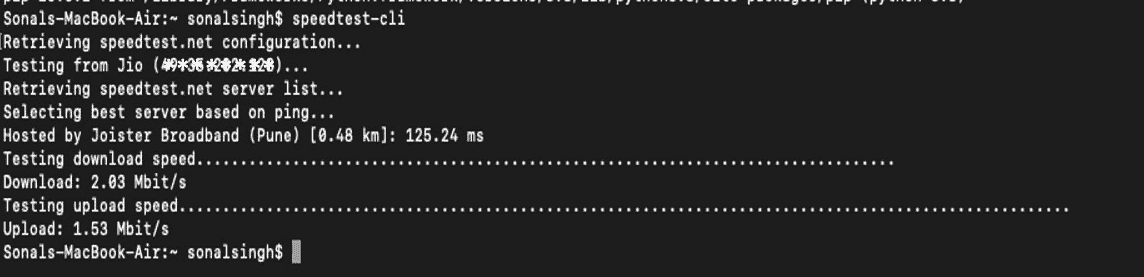 Sonals-MacBook-Air:~ sonalsingh$ speedtest-cli
Retrieving speedtest.net configuration...
Testing from Jio ( )...
Retrieving speedtest.net server list...
Selecting best server based on ping...
Hosted by Joister Broadband (Pune) [0.48 km]: 125.24 ms
Testing download speed................................................................................
Download: 2.03 Mbit/s
Testing upload speed......................................................................................................
Upload: 1.53 Mbit/s
Sonals-MacBook-Air:~ sonalsingh$